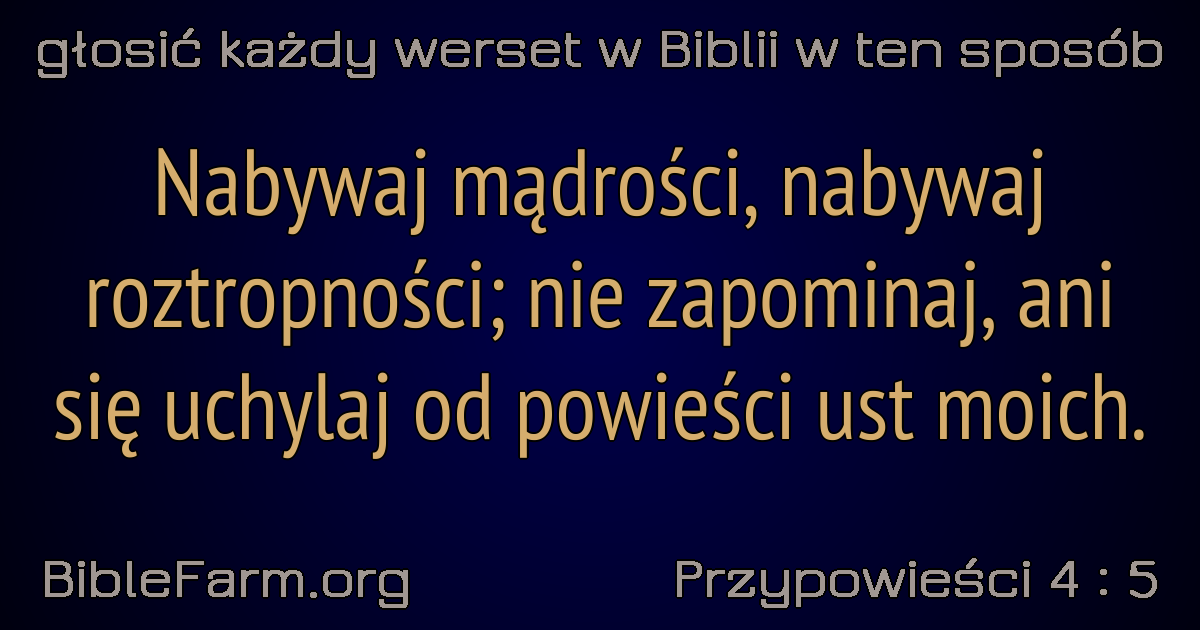 głosić każdy werset w Biblii w ten sposób
Nabywaj mądrości, nabywaj
roztropności; nie zapominaj, ani
się uchylaj od powieści ust moich.
BibleFarm.org
Przypowieści 4 : 5